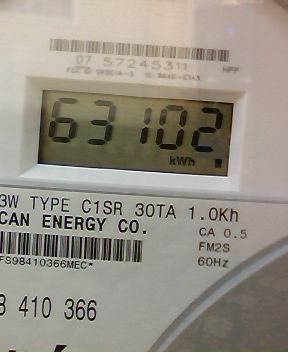 07 57245311
63102
kWh
3W TYPE C1SR 30TA 1.0Kh
CAN ENERGY CO.
CA 0.5
FM2S
60Hz
FS98410366MEC*
8 410 366